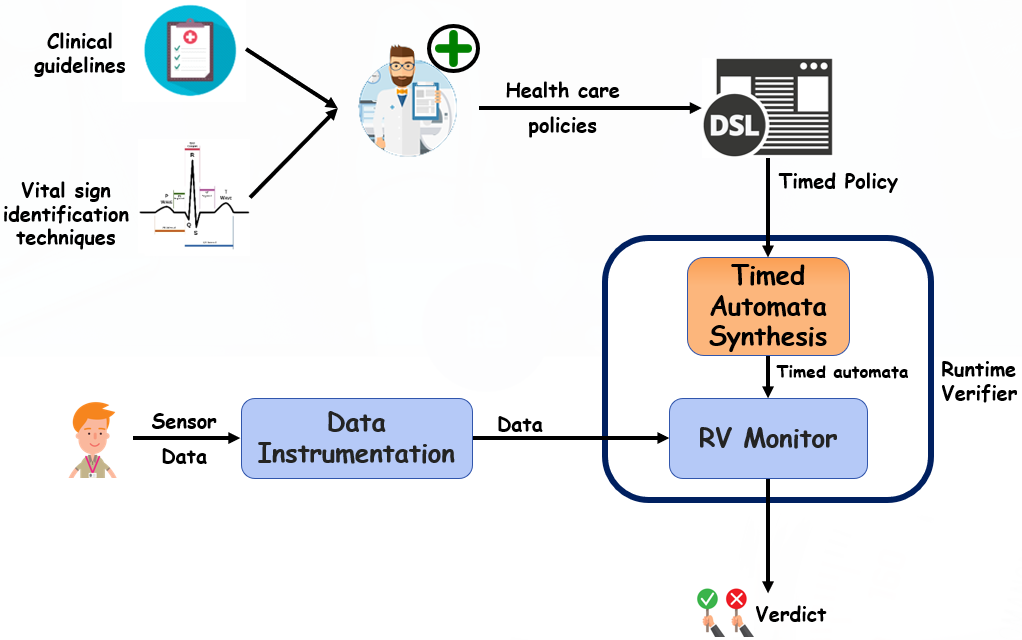 Clinical
guidelines
Health care
policies
DSL
Vital sign
identification
techniques
R
P
Wave
T
Wave
Q
S
Timed Policy
Timed
Automata
Synthesis
Timed automata
Runtime
Verifier
Sensor
Data
Data
Instrumentation
Data
RV Monitor
Verdict